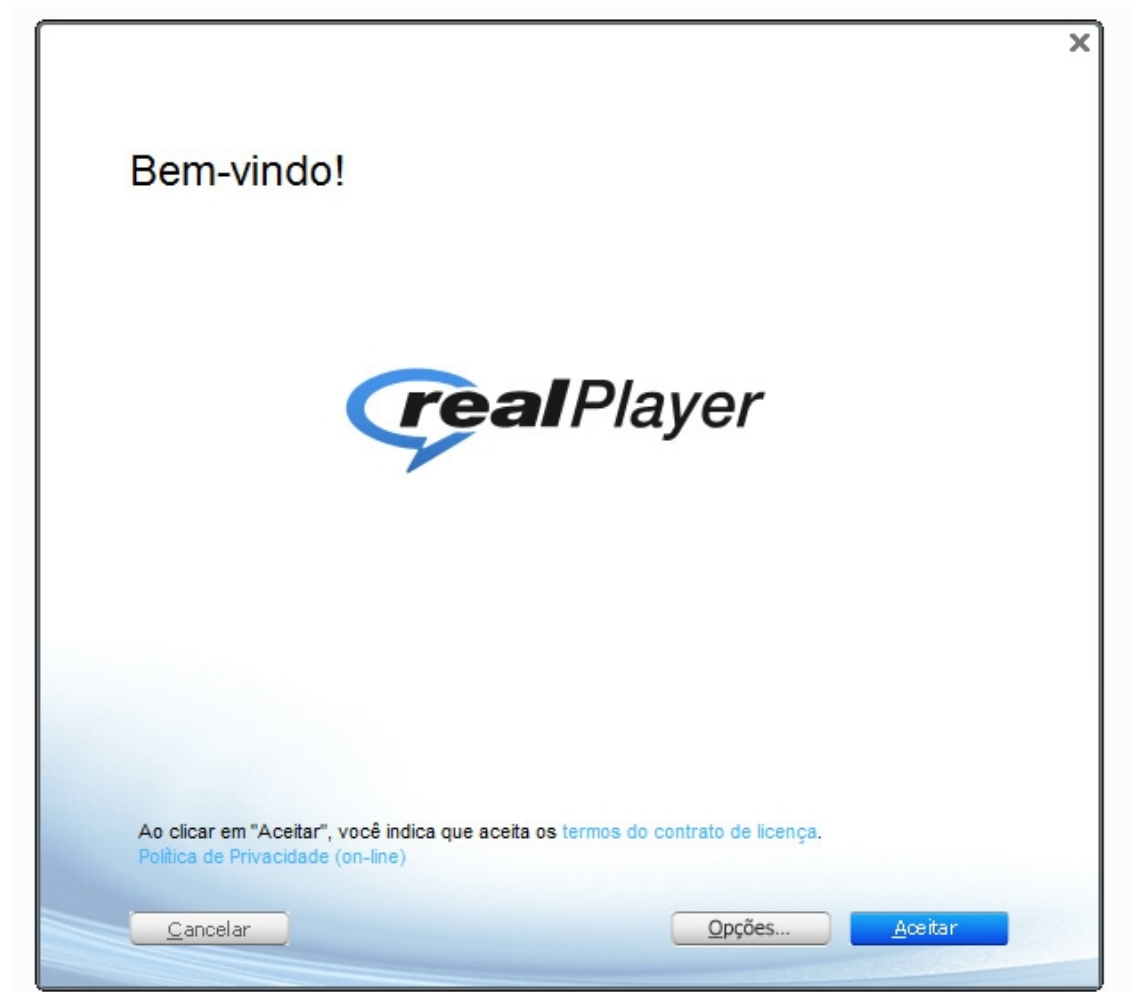 Bem-vindo!
realPlayer
Ao clicar em "Aceitar", você indica que aceita os termos do contrato de licença.
Política de Privacidade (on-line)
Cancelar
Opções...
Aceitar